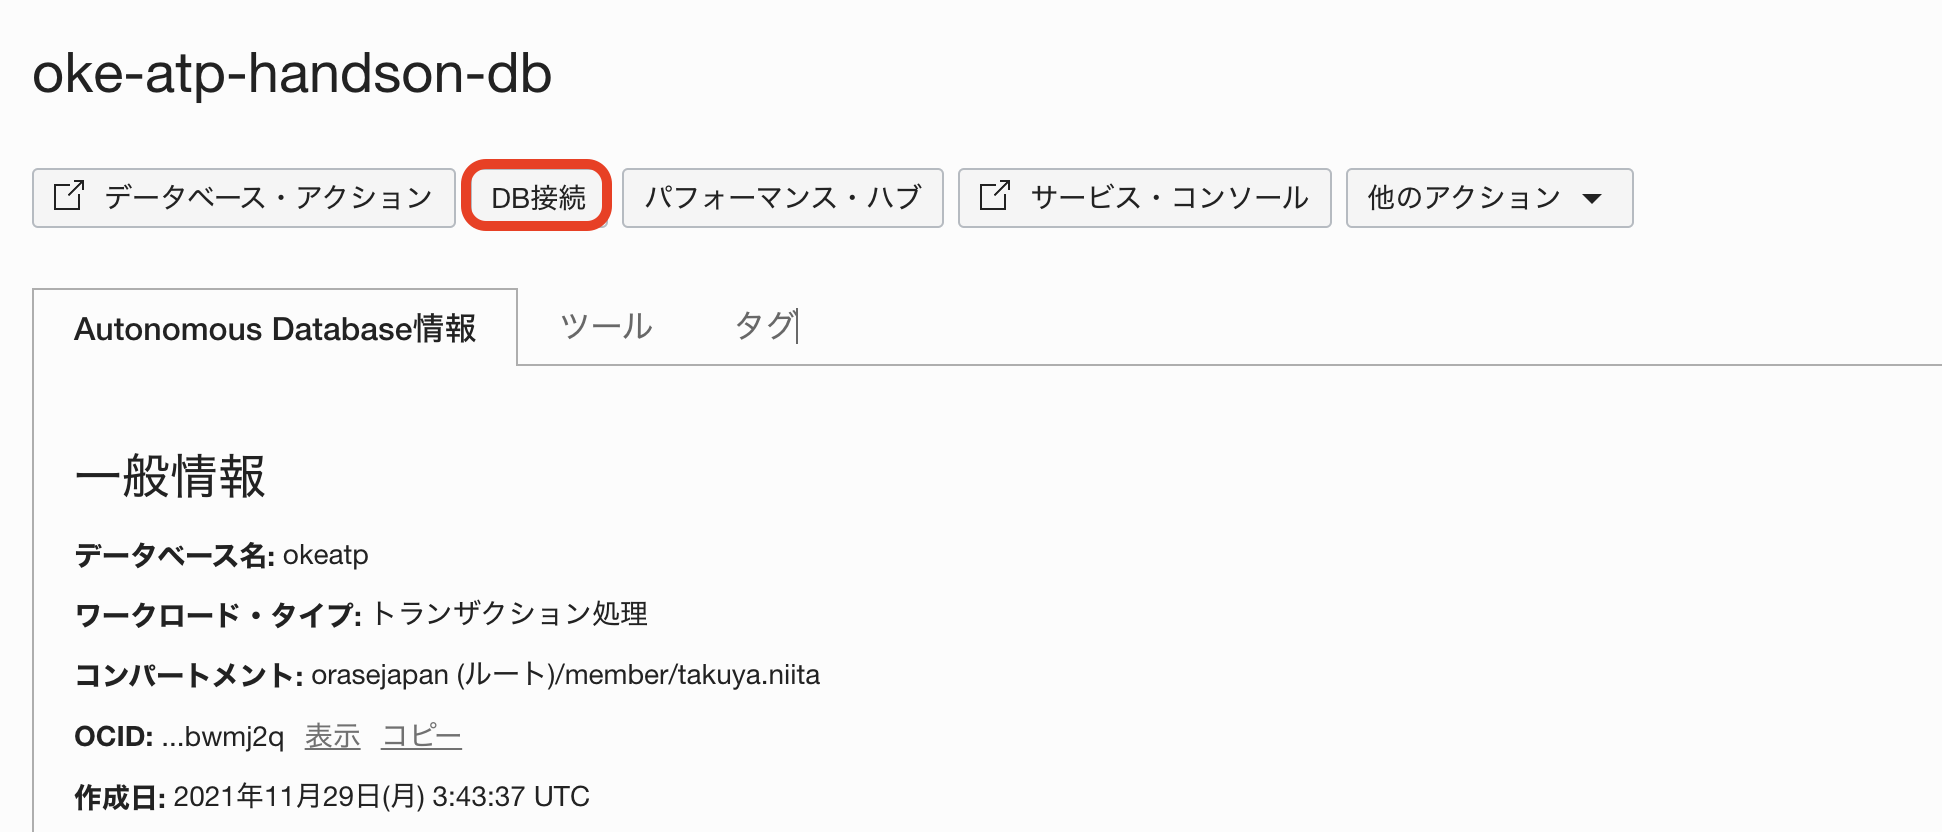 oke-atp-handson-db
データベース・アクション DB接続 パフォーマンス・ハブ サービス・コンソール 他のアクション
Autonomous Database情報 ツール タグ
一般情報
データベース名: okeatp
ワークロード・タイプ: トランザクション処理
コンパートメント: orasejapan (ルート)/member/takuya.niita
OCID: ...bwmj2q 表示 コピー
作成日: 2021年11月29日(月) 3:43:37 UTC